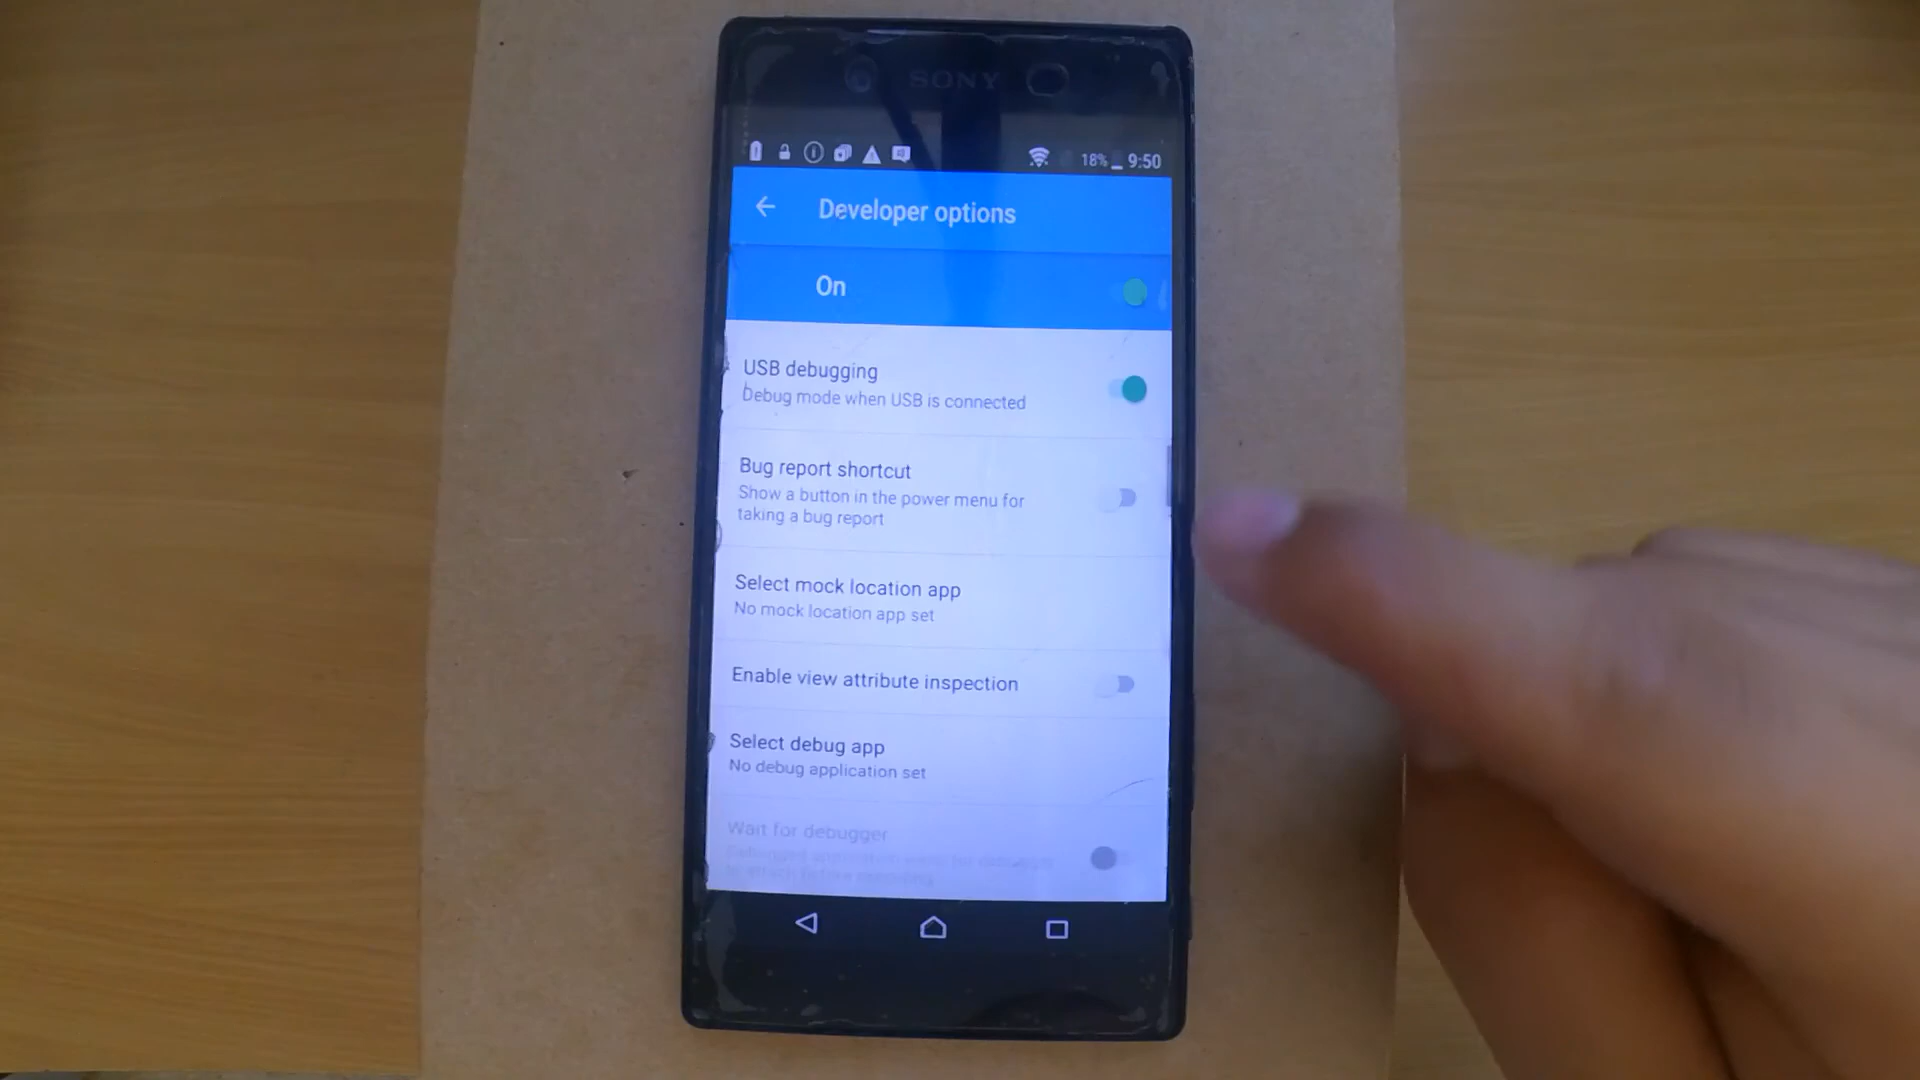 SONY
18% 9:50
Developer options
On
USB debugging
Debug mode when USB is connected
Bug report shortcut
Show a button in the power menu for
taking a bug report
Select mock location app
No mock location app set
Enable view attribute inspection
Select debug app
No debug application set
Wait for debugger